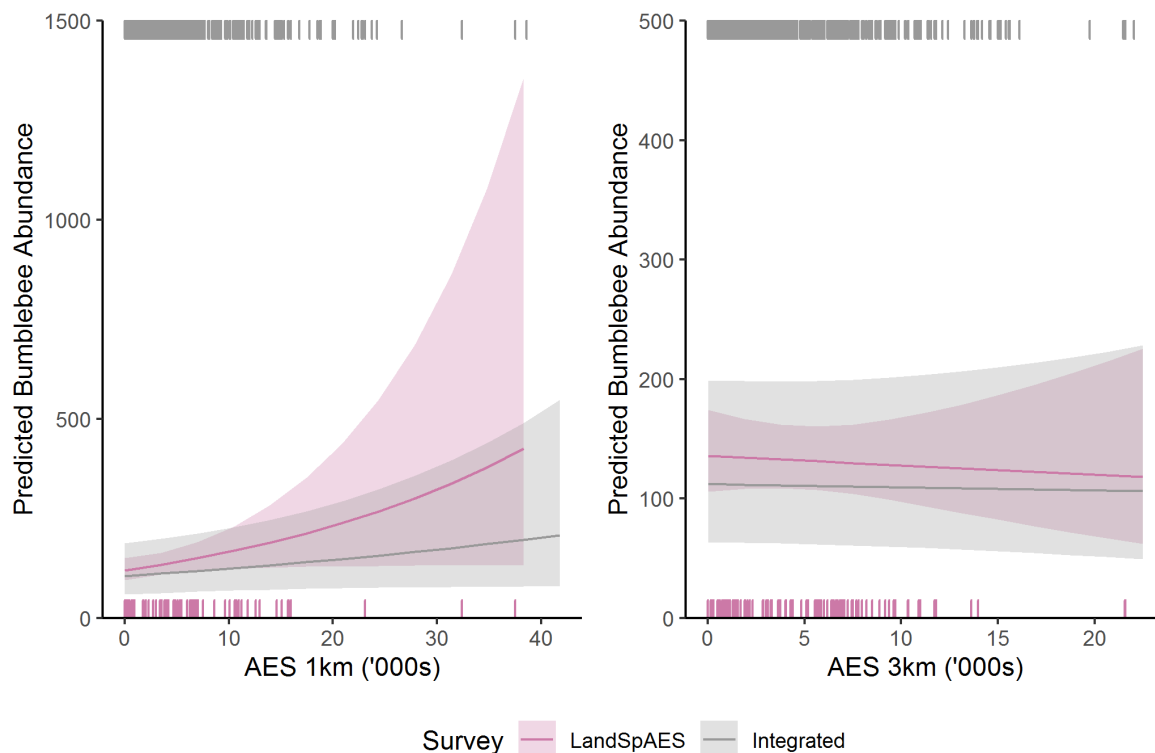 Predicted Bumblebee Abundance
1500
1000
500
0
0 10 20 30 40
AES 1km ('000s)
Predicted Bumblebee Abundance
500
400
300
200
100
0
0 5 10 15 20
AES 3km ('000s)
Survey LandSpAES Integrated